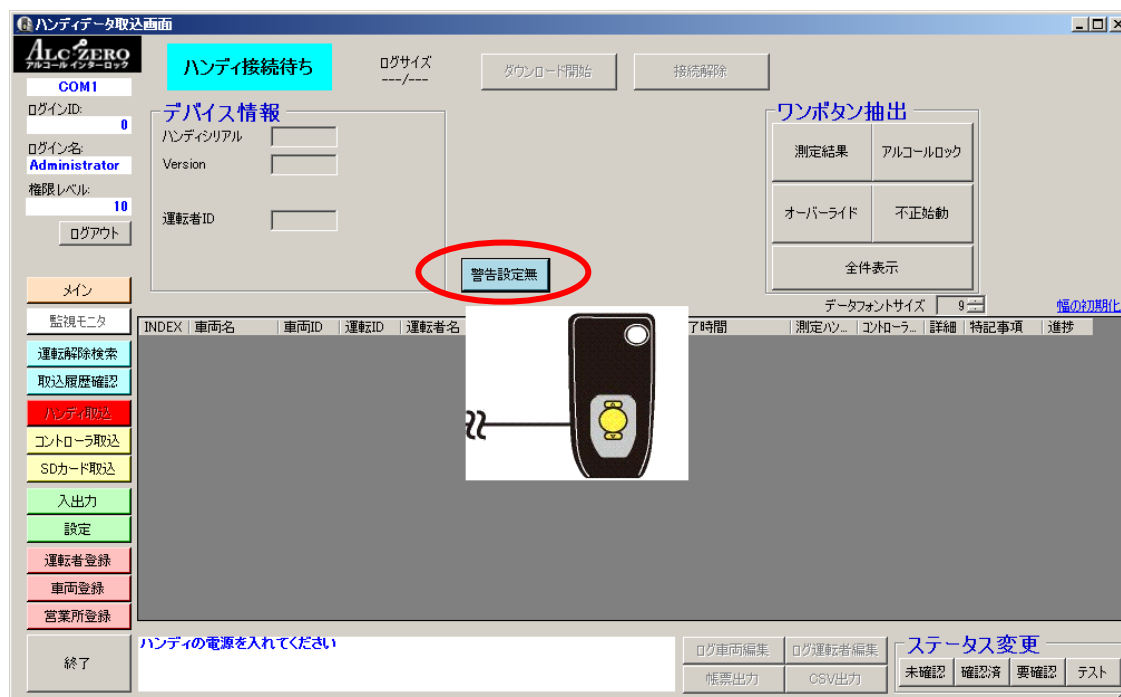 ハンディデータ取込画面
ALC ZERO
アルコールインターロック
COM1
ログインID:
0
ログイン名:
Administrator
権限レベル:
10
ログアウト
メイン
監視モニタ
運転解除検索
取込履歴確認
ハンディ取込
コントローラ取込
SDカード取込
入出力
設定
運転者登録
車両登録
営業所登録
終了
ハンディ接続待ち
ログサイズ
---/---
ダウンロード開始
接続解除
デバイス情報
ハンディシリアル
Version
運転者ID
警告設定無
ワンボタン抽出
測定結果
アルコールロック
オーバーライド
不正始動
全件表示
データフォントサイズ 9
幅の初期化
INDEX 車両名 車両ID 運転ID 運転者名 了時間 測定ハン... コントローラ... 詳細 特記事項 進捗
ハンディの電源を入れてください
ログ車両編集
ログ運転者編集
帳票出力
CSV出力
ステータス変更
未確認
確認済
要確認
テスト